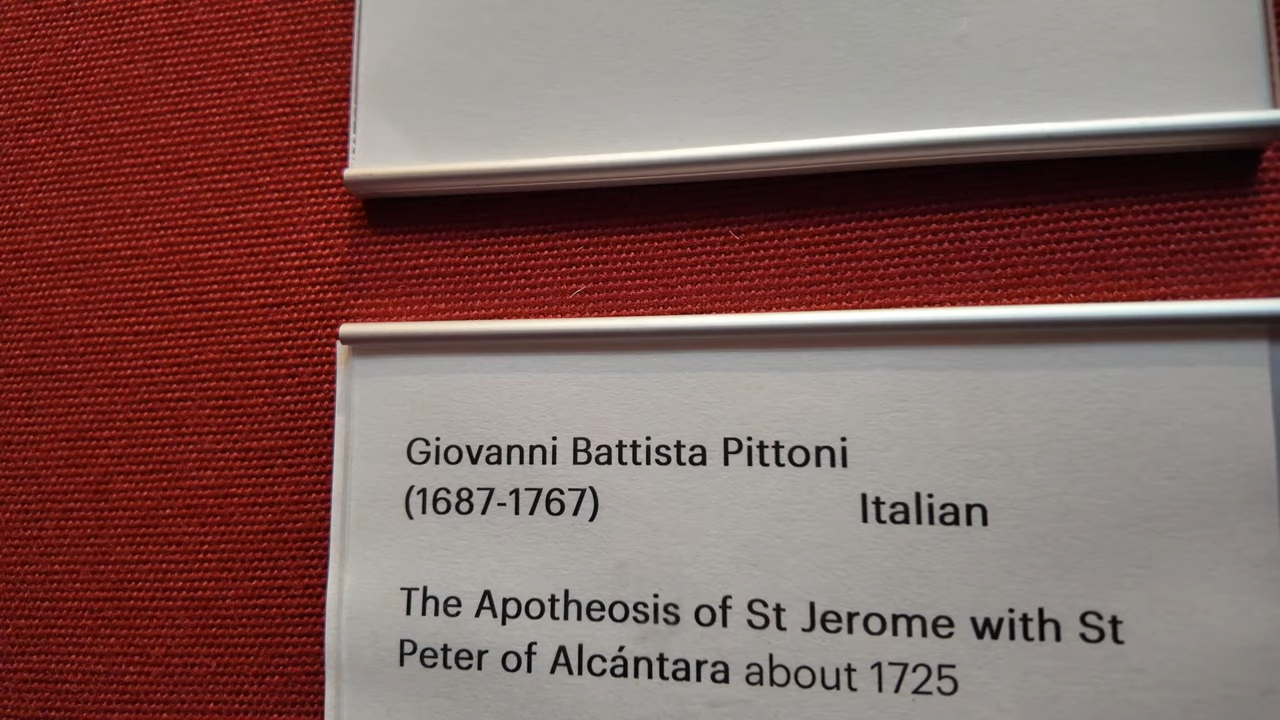 Giovanni Battista Pittoni
(1687-1767) Italian
The Apotheosis of St Jerome with St
Peter of Alcántara about 1725